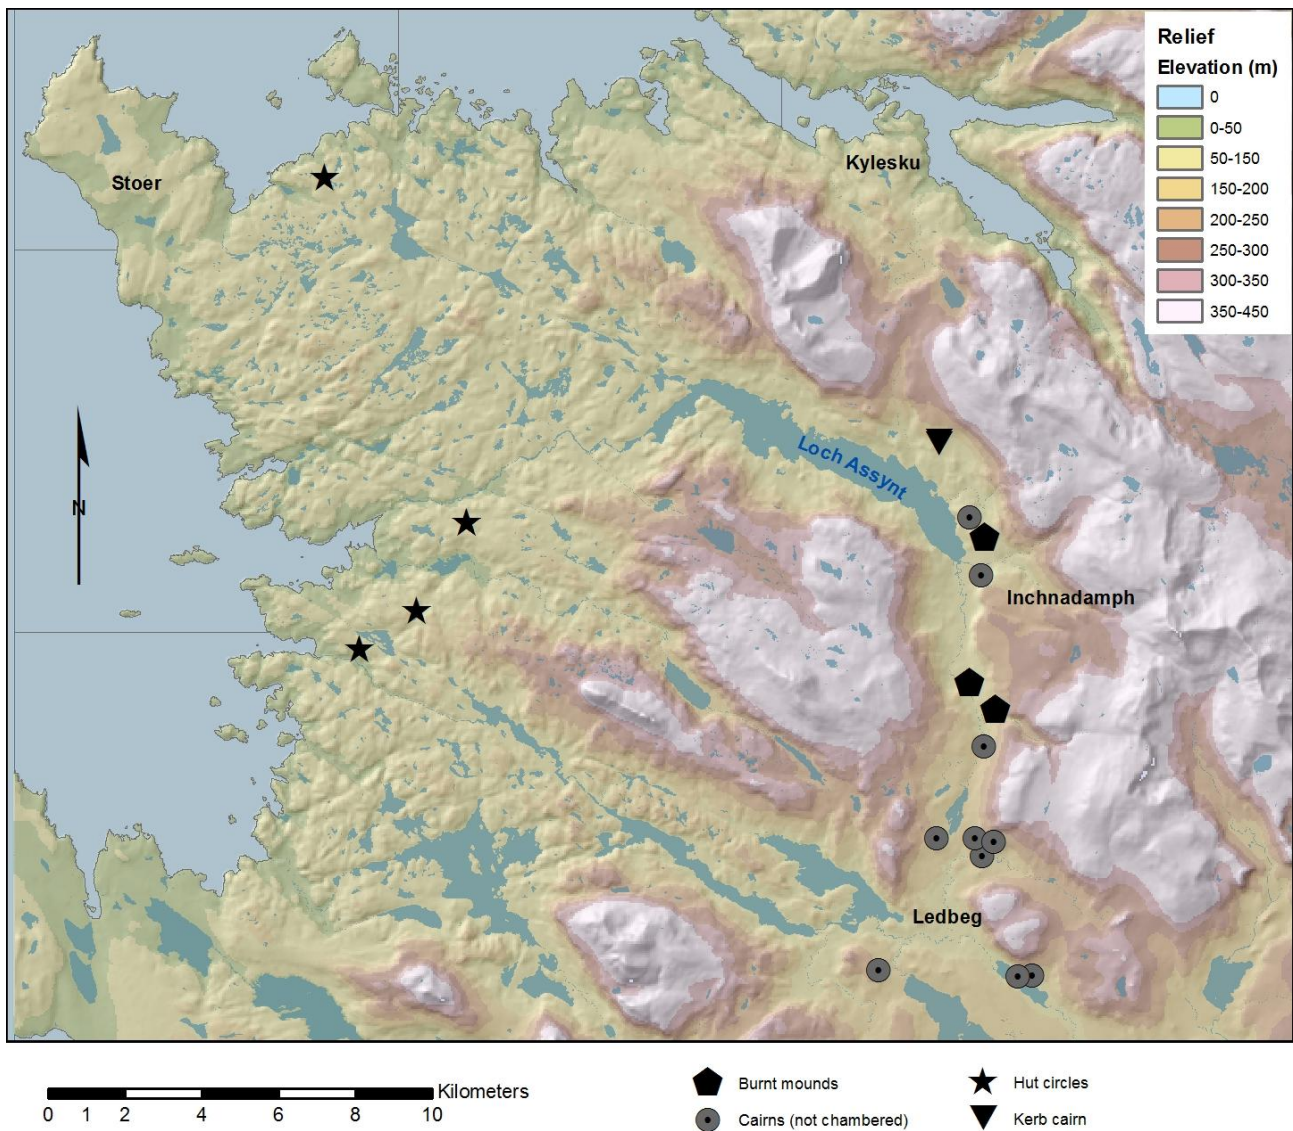 Relief
Elevation (m)
0
0-50
50-150
150-200
200-250
250-300
300-350
350-450
Stoer
Kylesku
Loch Assynt
N
Inchnadamph
Ledbeg
Kilometers
0 1 2 4 6 8 10
Burnt mounds
Hut circles
Cairns (not chambered)
Kerb cairn